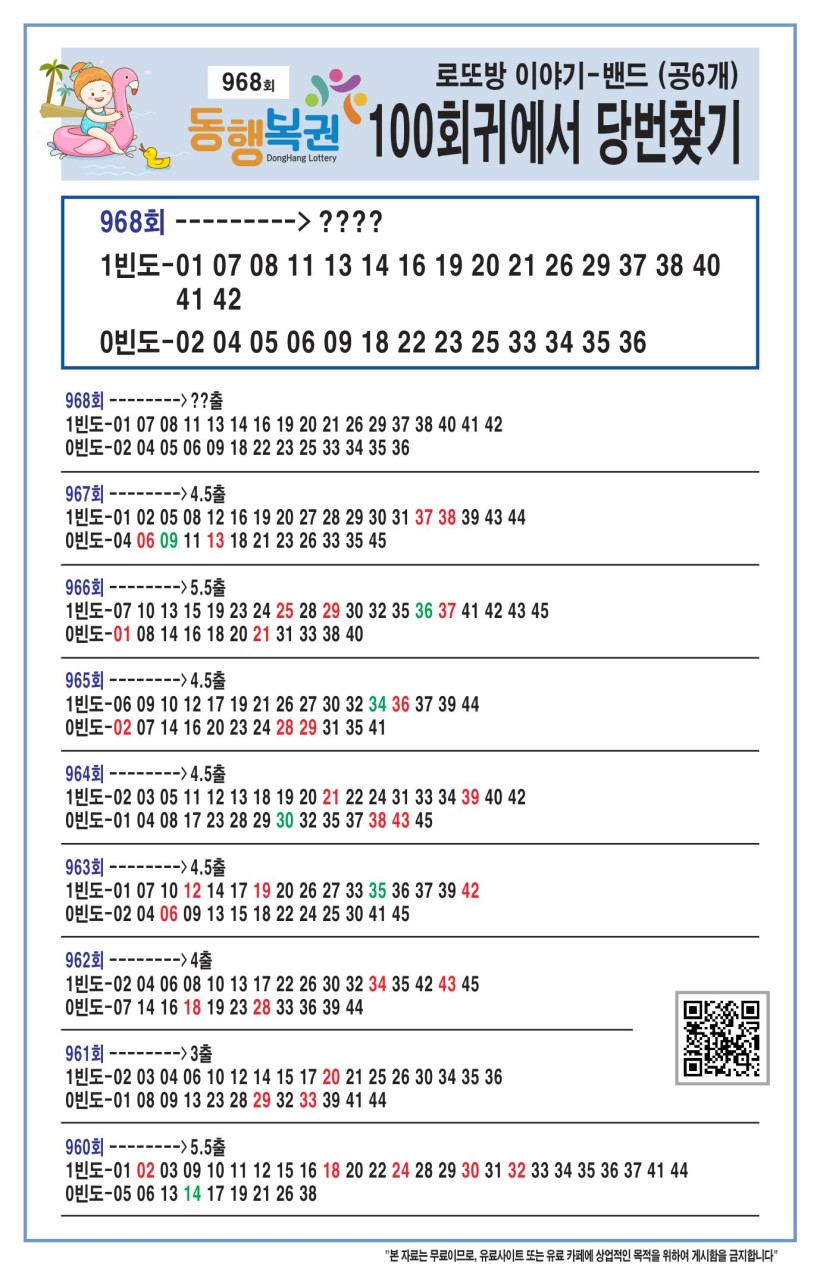 968회
동행복권
DongHang Lottery
로또방 이야기-밴드 (공6개)
100회귀에서 당번찾기
968회 ---------> ????
1빈도-01 07 08 11 13 14 16 19 20 21 26 29 37 38 40
41 42
0빈도-02 04 05 06 09 18 22 23 25 33 34 35 36
968회 --------> ??출
1빈도-01 07 08 11 13 14 16 19 20 21 26 29 37 38 40 41 42
0빈도-02 04 05 06 09 18 22 23 25 33 34 35 36
967회 --------> 4.5출
1빈도-01 02 05 08 12 16 19 20 27 28 29 30 31 37 38 39 43 44
0빈도-04 06 09 11 13 18 21 23 26 33 35 45
966회 --------> 5.5출
1빈도-07 10 13 15 19 23 24 25 28 29 30 32 35 36 37 41 42 43 45
0빈도-01 08 14 16 18 20 21 31 33 38 40
965회 --------> 4.5출
1빈도-06 09 10 12 17 19 21 26 27 30 32 34 36 37 39 44
0빈도-02 07 14 16 20 23 24 28 29 31 35 41
964회 --------> 4.5출
1빈도-02 03 05 11 12 13 18 19 20 21 22 24 31 33 34 39 40 42
0빈도-01 04 08 17 23 28 29 30 32 35 37 38 43 45
963회 --------> 4.5출
1빈도-01 07 10 12 14 17 19 20 26 27 33 35 36 37 39 42
0빈도-02 04 06 09 13 15 18 22 24 25 30 41 45
962회 --------> 4출
1빈도-02 04 06 08 10 13 17 22 26 30 32 34 35 42 43 45
0빈도-07 14 16 18 19 23 28 33 36 39 44
961회 --------> 3출
1빈도-02 03 04 06 10 12 14 15 17 20 21 25 26 30 34 35 36
0빈도-01 08 09 13 23 28 29 32 33 39 41 44
960회 --------> 5.5출
1빈도-01 02 03 09 10 11 12 15 16 18 20 22 24 28 29 30 31 32 33 34 35 36 37 41 44
0빈도-05 06 13 14 17 19 21 26 38
"본 자료는 무료이므로, 유료사이트 또는 유료 카페에 상업적인 목적을 위하여 게시함을 금지합니다"